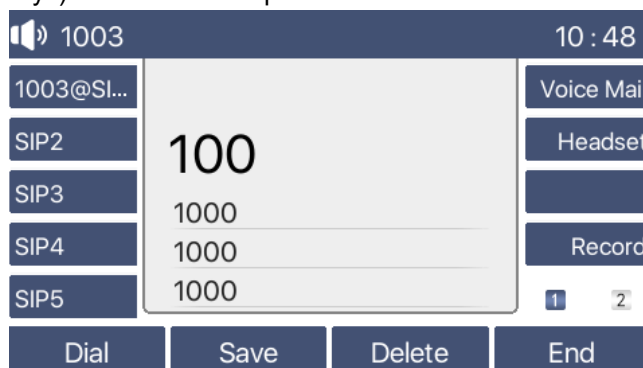 1003 10:48
1003@SI...
SIP2
SIP3
SIP4
SIP5
100
1000
1000
1000
Voice Mai
Headset
Record
1 2
Dial Save Delete End